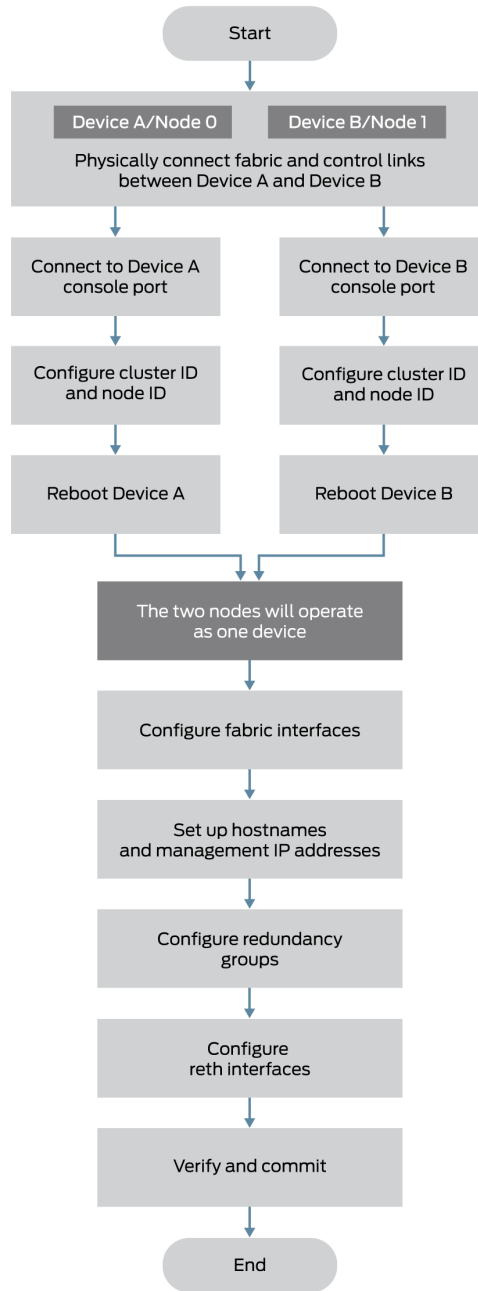 Start
Device A/Node 0
Device B/Node 1
Physically connect fabric and control links
between Device A and Device B
Connect to Device A
console port
Connect to Device B
console port
Configure cluster ID
and node ID
Configure cluster ID
and node ID
Reboot Device A
Reboot Device B
The two nodes will operate
as one device
Configure fabric interfaces
Set up hostnames
and management IP addresses
Configure redundancy
groups
Configure
reth interfaces
Verify and commit
End